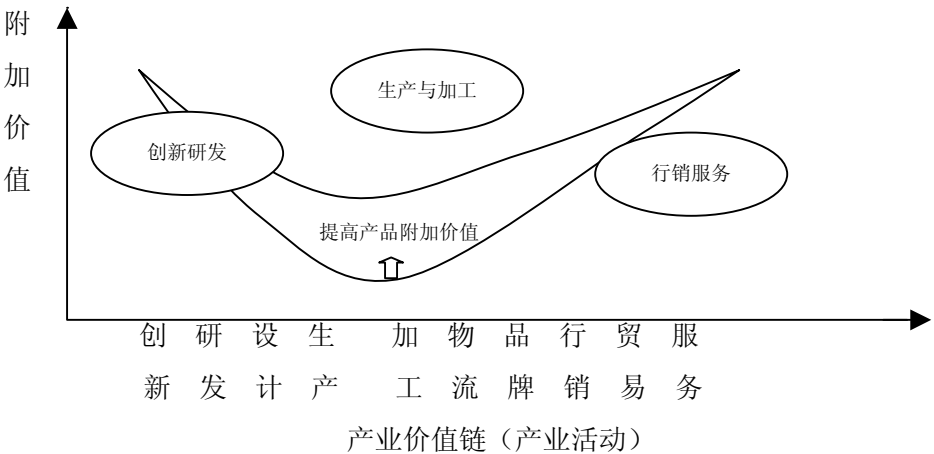 附加价值
生产与加工
创新研发
行销服务
提高产品附加价值
创 研 设 生 加 物 品 行 贸 服
新 发 计 产 工 流 牌 销 易 务
产业价值链（产业活动）